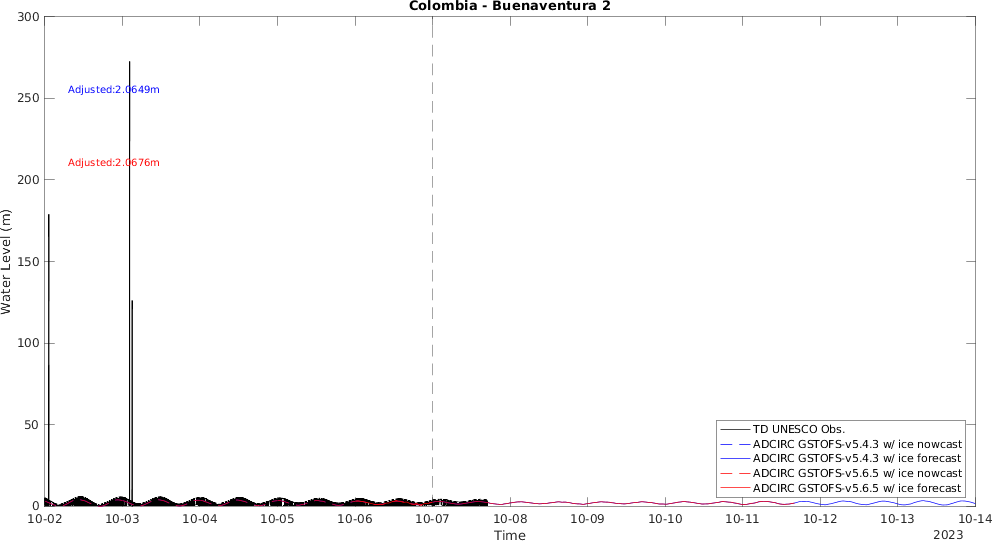 Colombia - Buenaventura 2
300
250
200
150
100
50
0
Water Level (m)
Adjusted:2.0649m
Adjusted:2.0676m
TD UNESCO Obs.
ADCIRC GSTOFS-v5.4.3 w/ ice nowcast
ADCIRC GSTOFS-v5.4.3 w/ ice forecast
ADCIRC GSTOFS-v5.6.5 w/ ice nowcast
ADCIRC GSTOFS-v5.6.5 w/ ice forecast
10-02 10-03 10-04 10-05 10-06 10-07 10-08 10-09 10-10 10-11 10-12 10-13 10-14
Time
2023